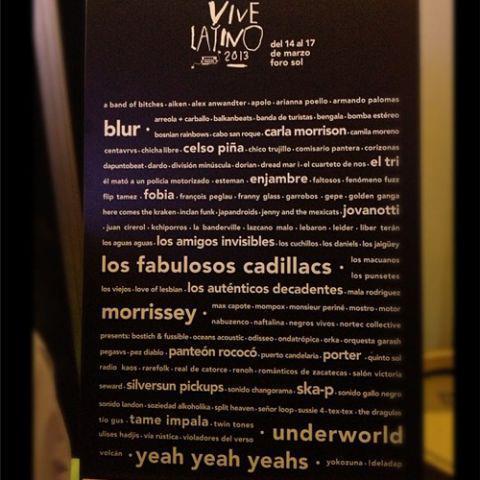 VIVE
LATINO
2013
del 14 al 17
de marzo
foro sol
a band of bitches • aiken • alex anwandter • apolo • arianna poello • armando palomas
blur • arreola + carballo • balkanbeats • banda de turistas • bengala • bomba estéreo
bosnian rainbows • cabo san roque • carla morrison • camila moreno
centavrvs • chicha libre • celso piña • chico trujillo • comisario pantera • corizonas
dapuntobeat • dardo • división minúscula • dorian • dread mar i • el cuarteto de nos • el tri
él mató a un policía motorizado • esteman • enjambre • faltosos • fenómeno fuzz
flip tamez • fobia • françois peglau • franny glass • garrobos • gepe • golden ganga
here comes the kraken • inclan funk • japandroids • jenny and the mexicats • jovanotti
• juan cirerol • kchiporros • la banderville • lazcano malo • lebaron • leider • liber terán
los aguas aguas • los amigos invisibles • los cuchillos • los daniels • los jaigüey
los fabulosos cadillacs • los macuanos
los punsetes
los viejos • love of lesbian • los auténticos decadentes • mala rodríguez
morrissey • max capote • mompox • monsieur periné • mostro • motor
nabuzenco • naftalina • negros vivos • nortec collective
presents: bostich & fussible • oceans acoustic • odisseo • ondatrópica • orka • orquesta garash
pegasvs • pez diablo • panteón rococó • puerto candelaria • porter • quinto sol
radio kaos • rarefolk • real de catorce • renoh • románticos de zacatecas • salón victoria
seward • silversun pickups • sonido changorama • ska-p • sonido gallo negro
sonido landon • soziedad alkoholika • split heaven • señor loop • sussie 4 • tex-tex • the dragulas
tío gus • tame impala • twin tones • underworld
ulises hadjis • vía rústica • violadores del verso
volcán • yeah yeah yeahs • yokozuna • !deladap